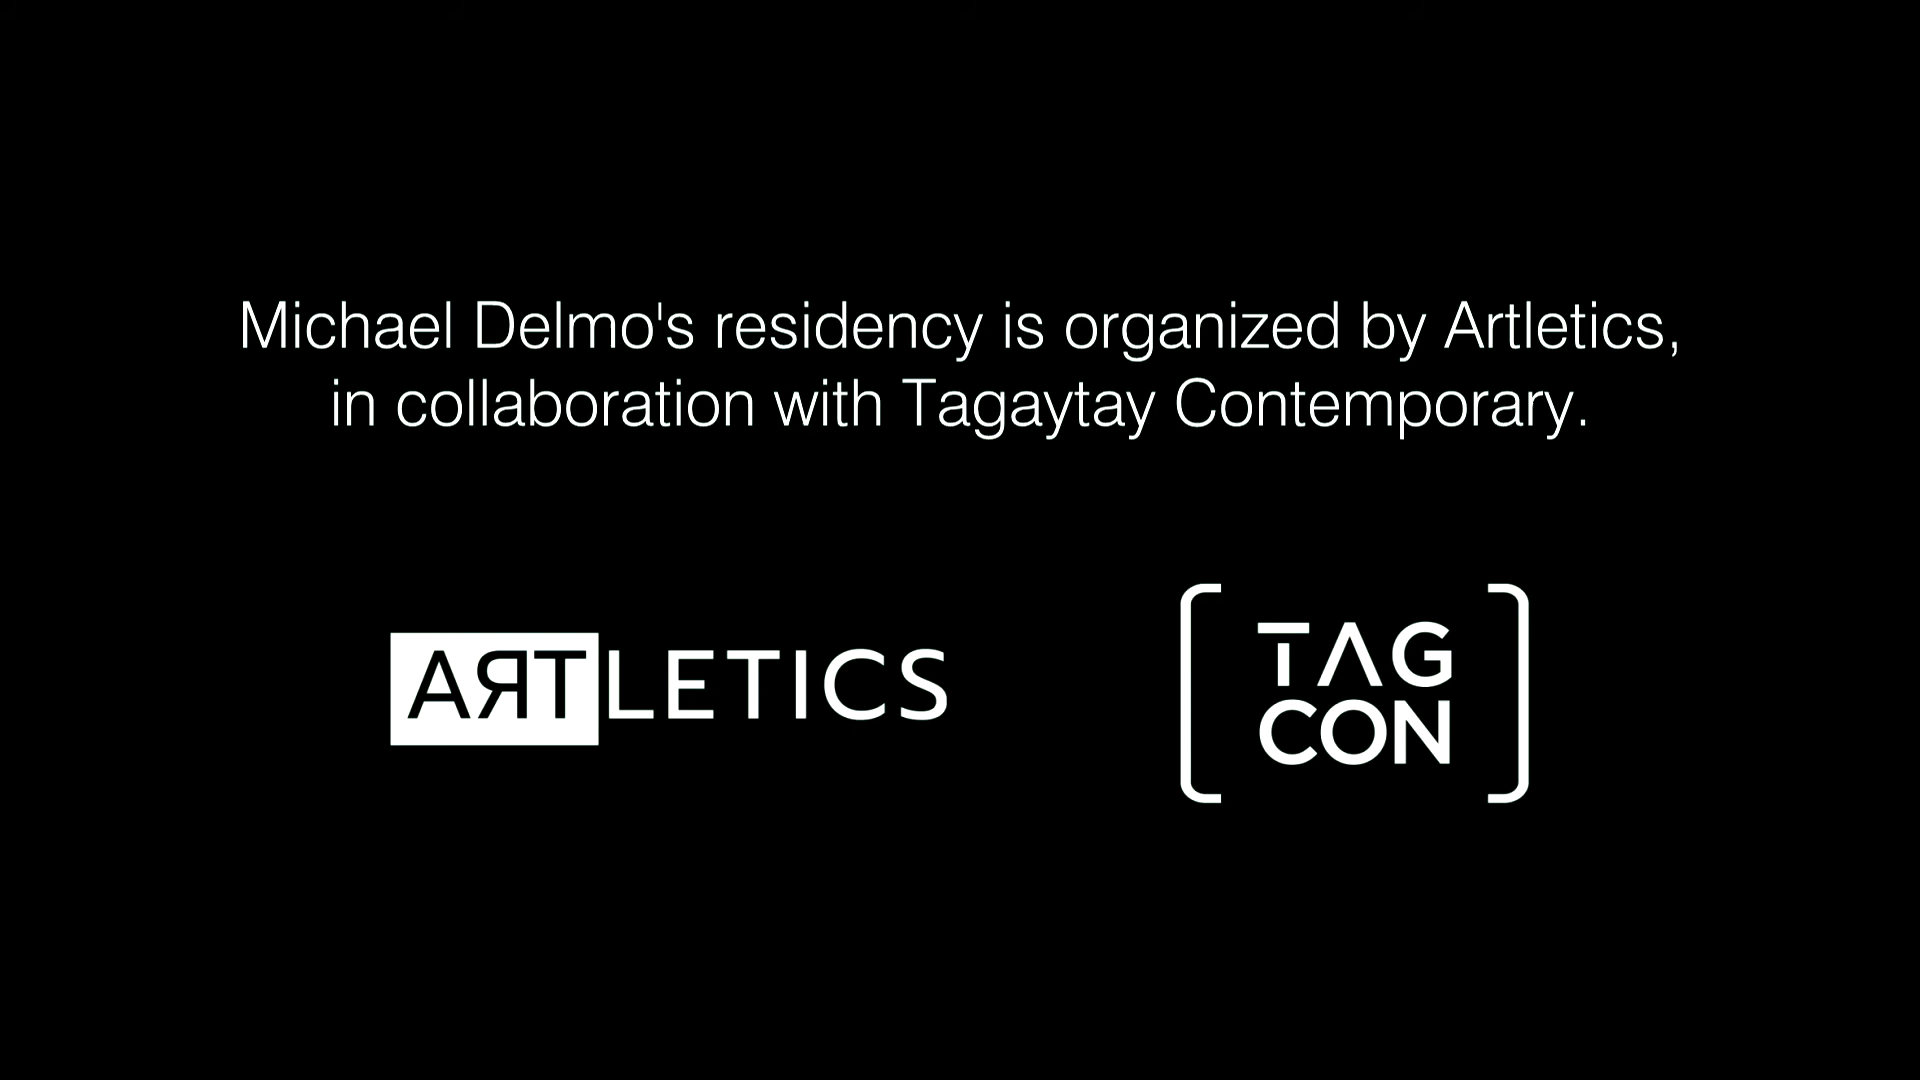 Michael Delmo's residency is organized by Artletics,
in collaboration with Tagaytay Contemporary.
ARTLETICS
TAG
CON